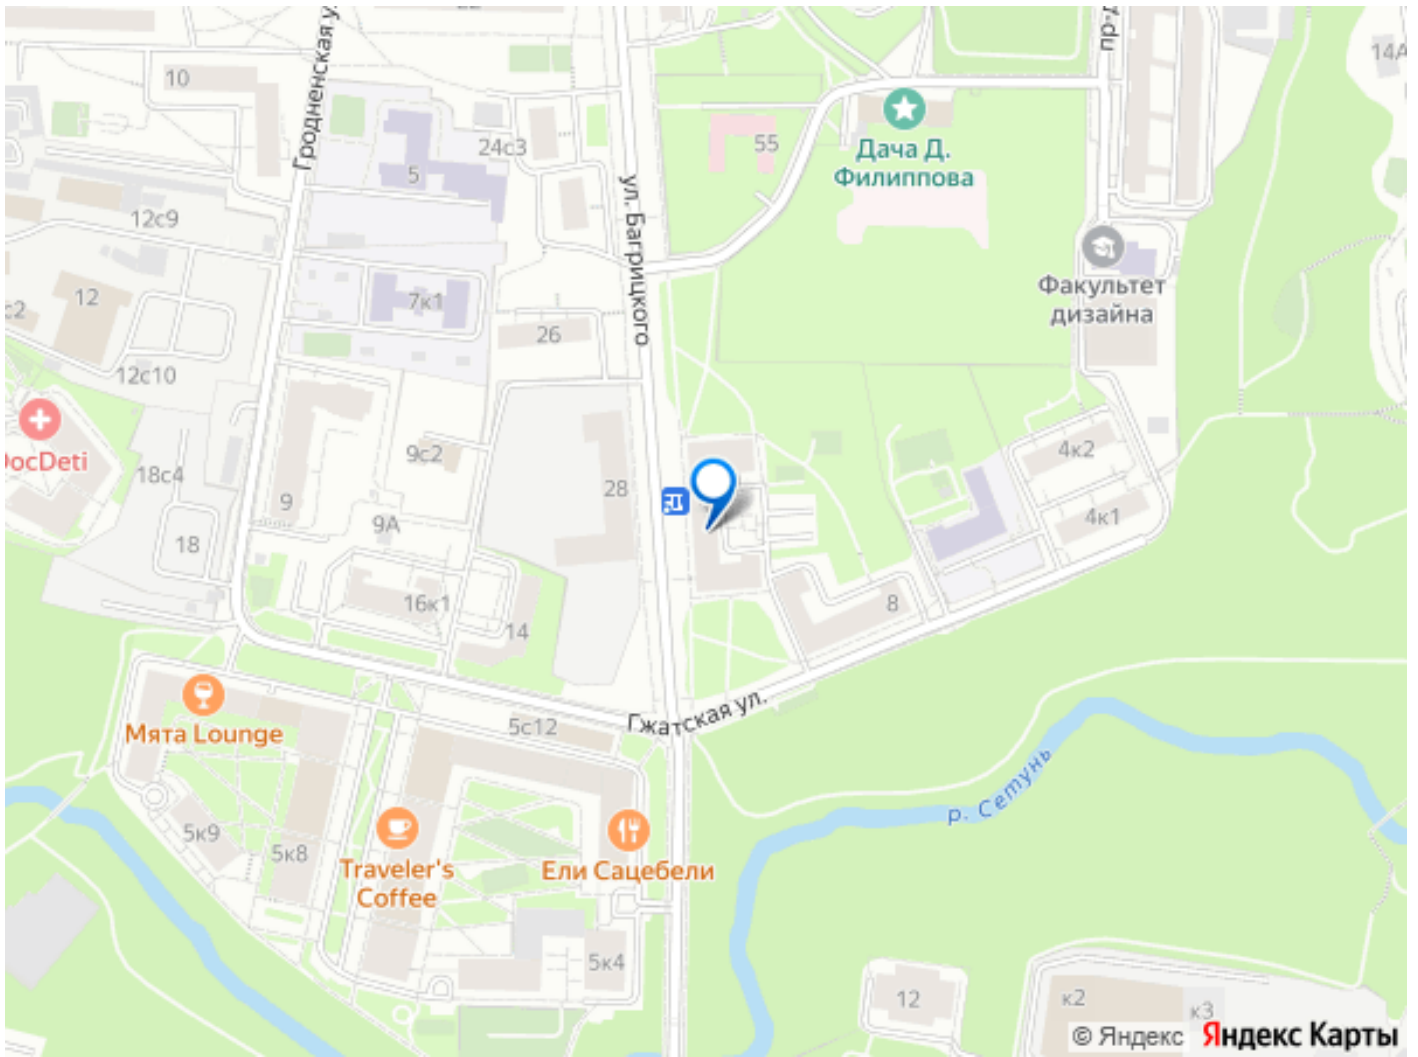 Гродненская у
10
24с3
5
12с9
12
с2
7к1
26
12с10
ул. Багрицкого
55
Дача Д.
Филиппова
пр-д
14А
Факультет
дизайна
DocDeti
18с4
9с2
9
9А
28
18
16к1
14
4к2
4к1
8
Гжатская ул.
5с12
Мята Lounge
5к9
5к8
Traveler's
Coffee
Ели Сацебели
5к4
р. Сетунь
12
к2
к3
© Яндекс
Яндекс Карты